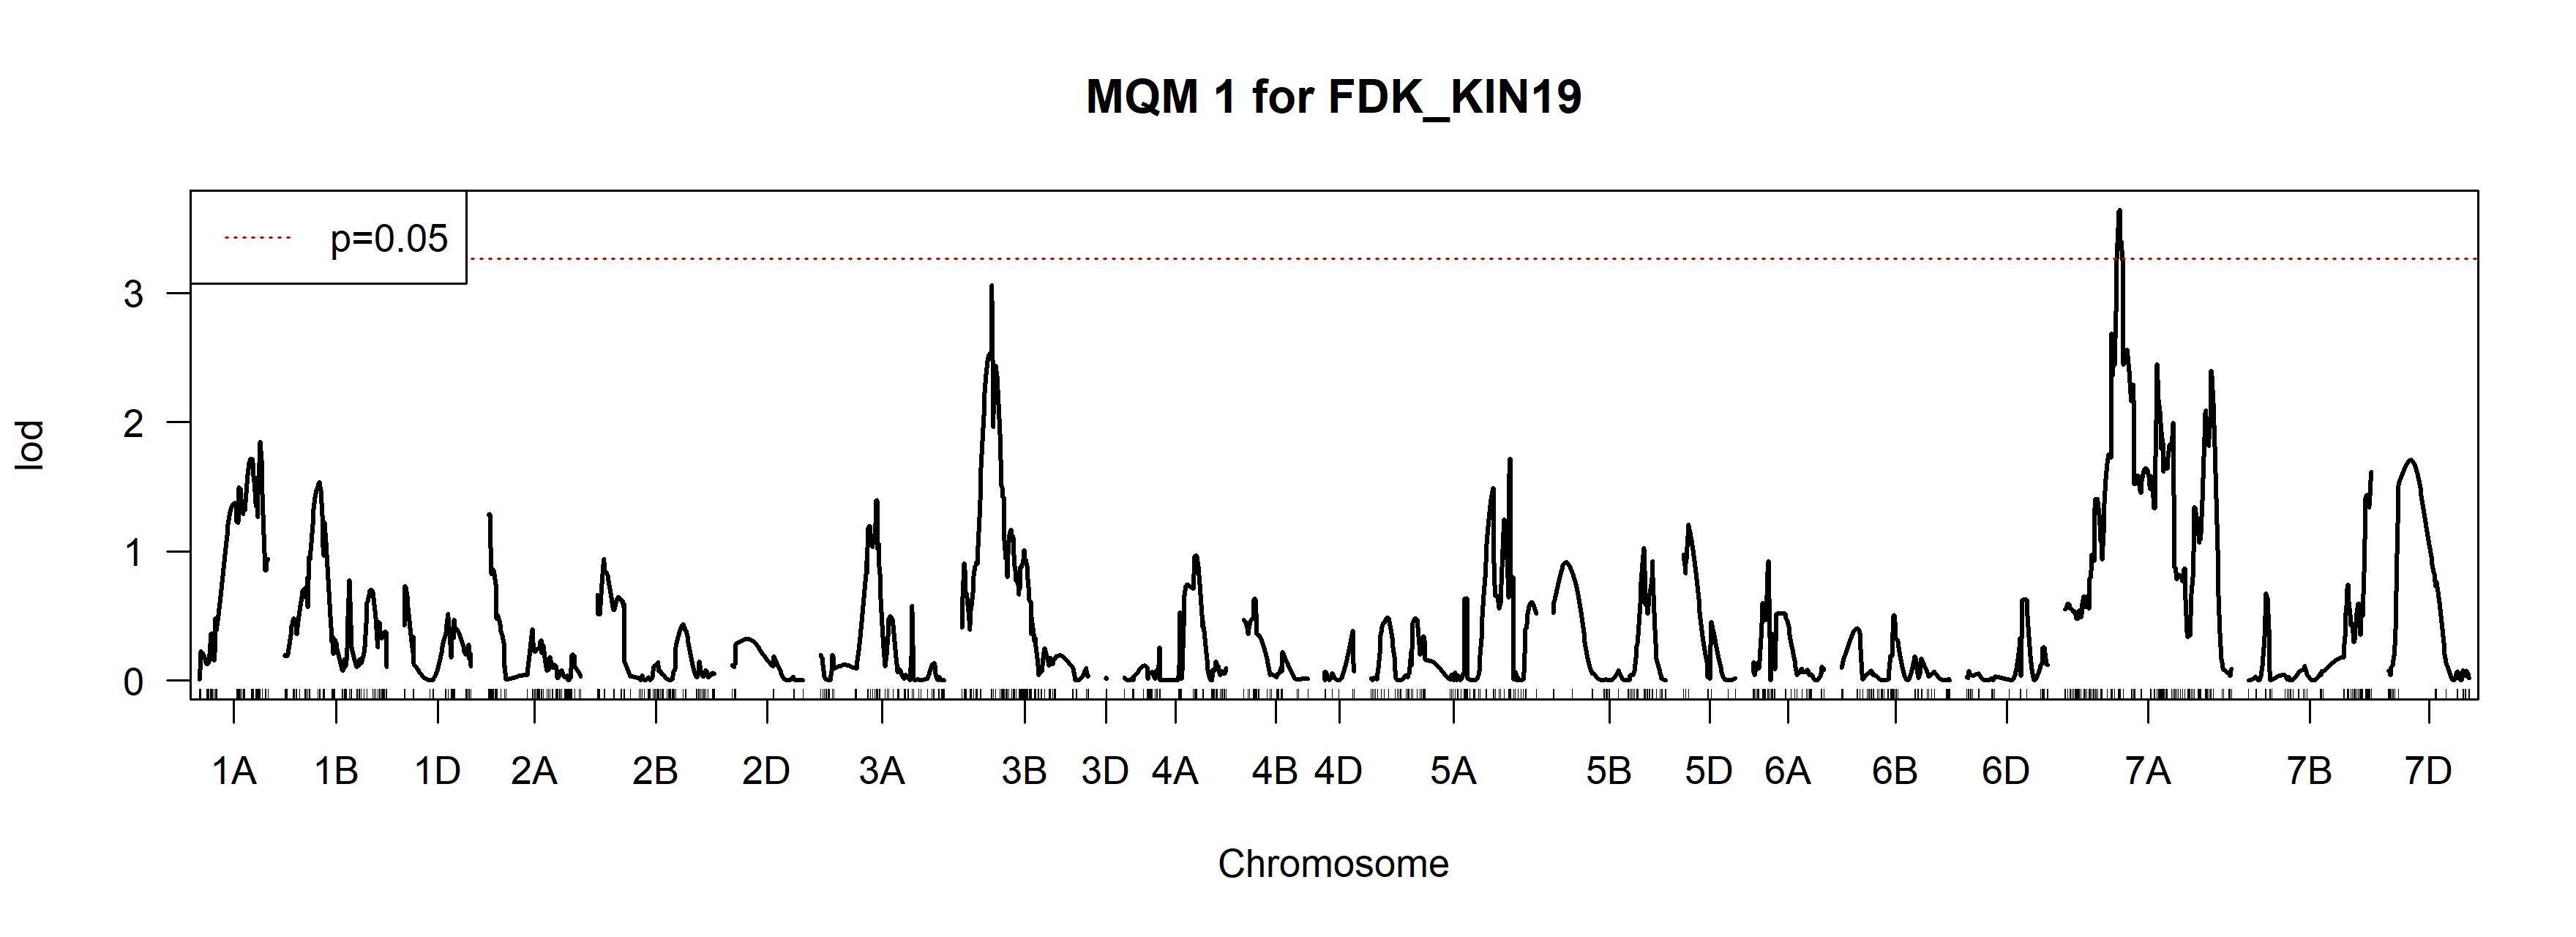 MQM 1 for FDK_KIN19
p=0.05
3
2
1
0
lod
1A 1B 1D 2A 2B 2D 3A 3B 3D 4A 4B 4D 5A 5B 5D 6A 6B 6D 7A 7B 7D
Chromosome